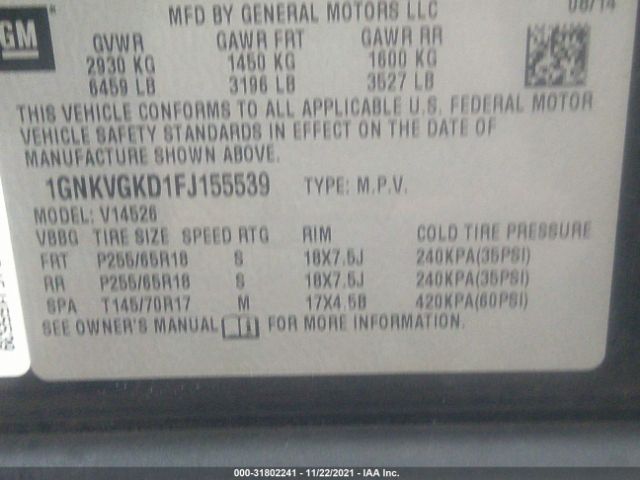 MFD BY GENERAL MOTORS LLC 08/14
GM
GVWR GAWR FRT GAWR RR
2930 KG 1450 KG 1600 KG
6459 LB 3196 LB 3527 LB
THIS VEHICLE CONFORMS TO ALL APPLICABLE U.S. FEDERAL MOTOR
VEHICLE SAFETY STANDARDS IN EFFECT ON THE DATE OF
MANUFACTURE SHOWN ABOVE.
1GNKVGKD1FJ155539 TYPE: M.P.V.
MODEL: V14526
VBBG TIRE SIZE SPEED RTG RIM COLD TIRE PRESSURE
FRT P255/65R18 S 18X7.5J 240KPA(35PSI)
RR P255/65R18 S 18X7.5J 240KPA(35PSI)
SPA T145/70R17 M 17X4.5B 420KPA(60PSI)
SEE OWNER'S MANUAL FOR MORE INFORMATION.
000-31802241 - 11/22/2021 - IAA Inc.